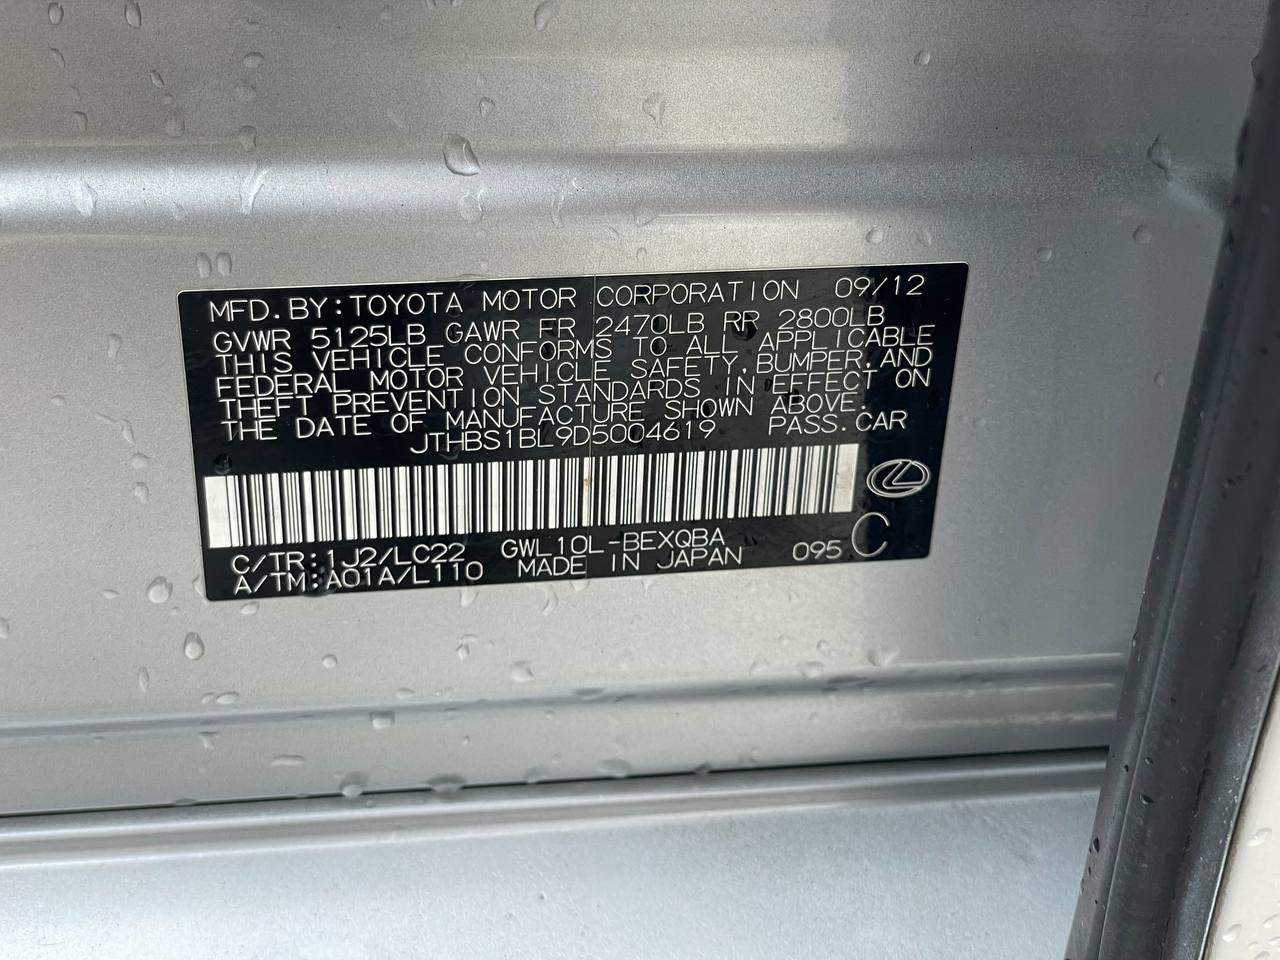 MFD.BY:TOYOTA MOTOR CORPORATION 09/12
GVWR 5125LB GAWR FR 2470LB RR 2800LB
THIS VEHICLE CONFORMS TO ALL APPLICABLE
FEDERAL MOTOR VEHICLE SAFETY,BUMPER,AND
THEFT PREVENTION STANDARDS IN EFFECT ON
THE DATE OF MANUFACTURE SHOWN ABOVE.
JTHBS1BL9D5004619 PASS.CAR
C/TR:1J2/LC22 GWL10L-BEXQBA
A/TM:A01A/L110 MADE IN JAPAN 095 C